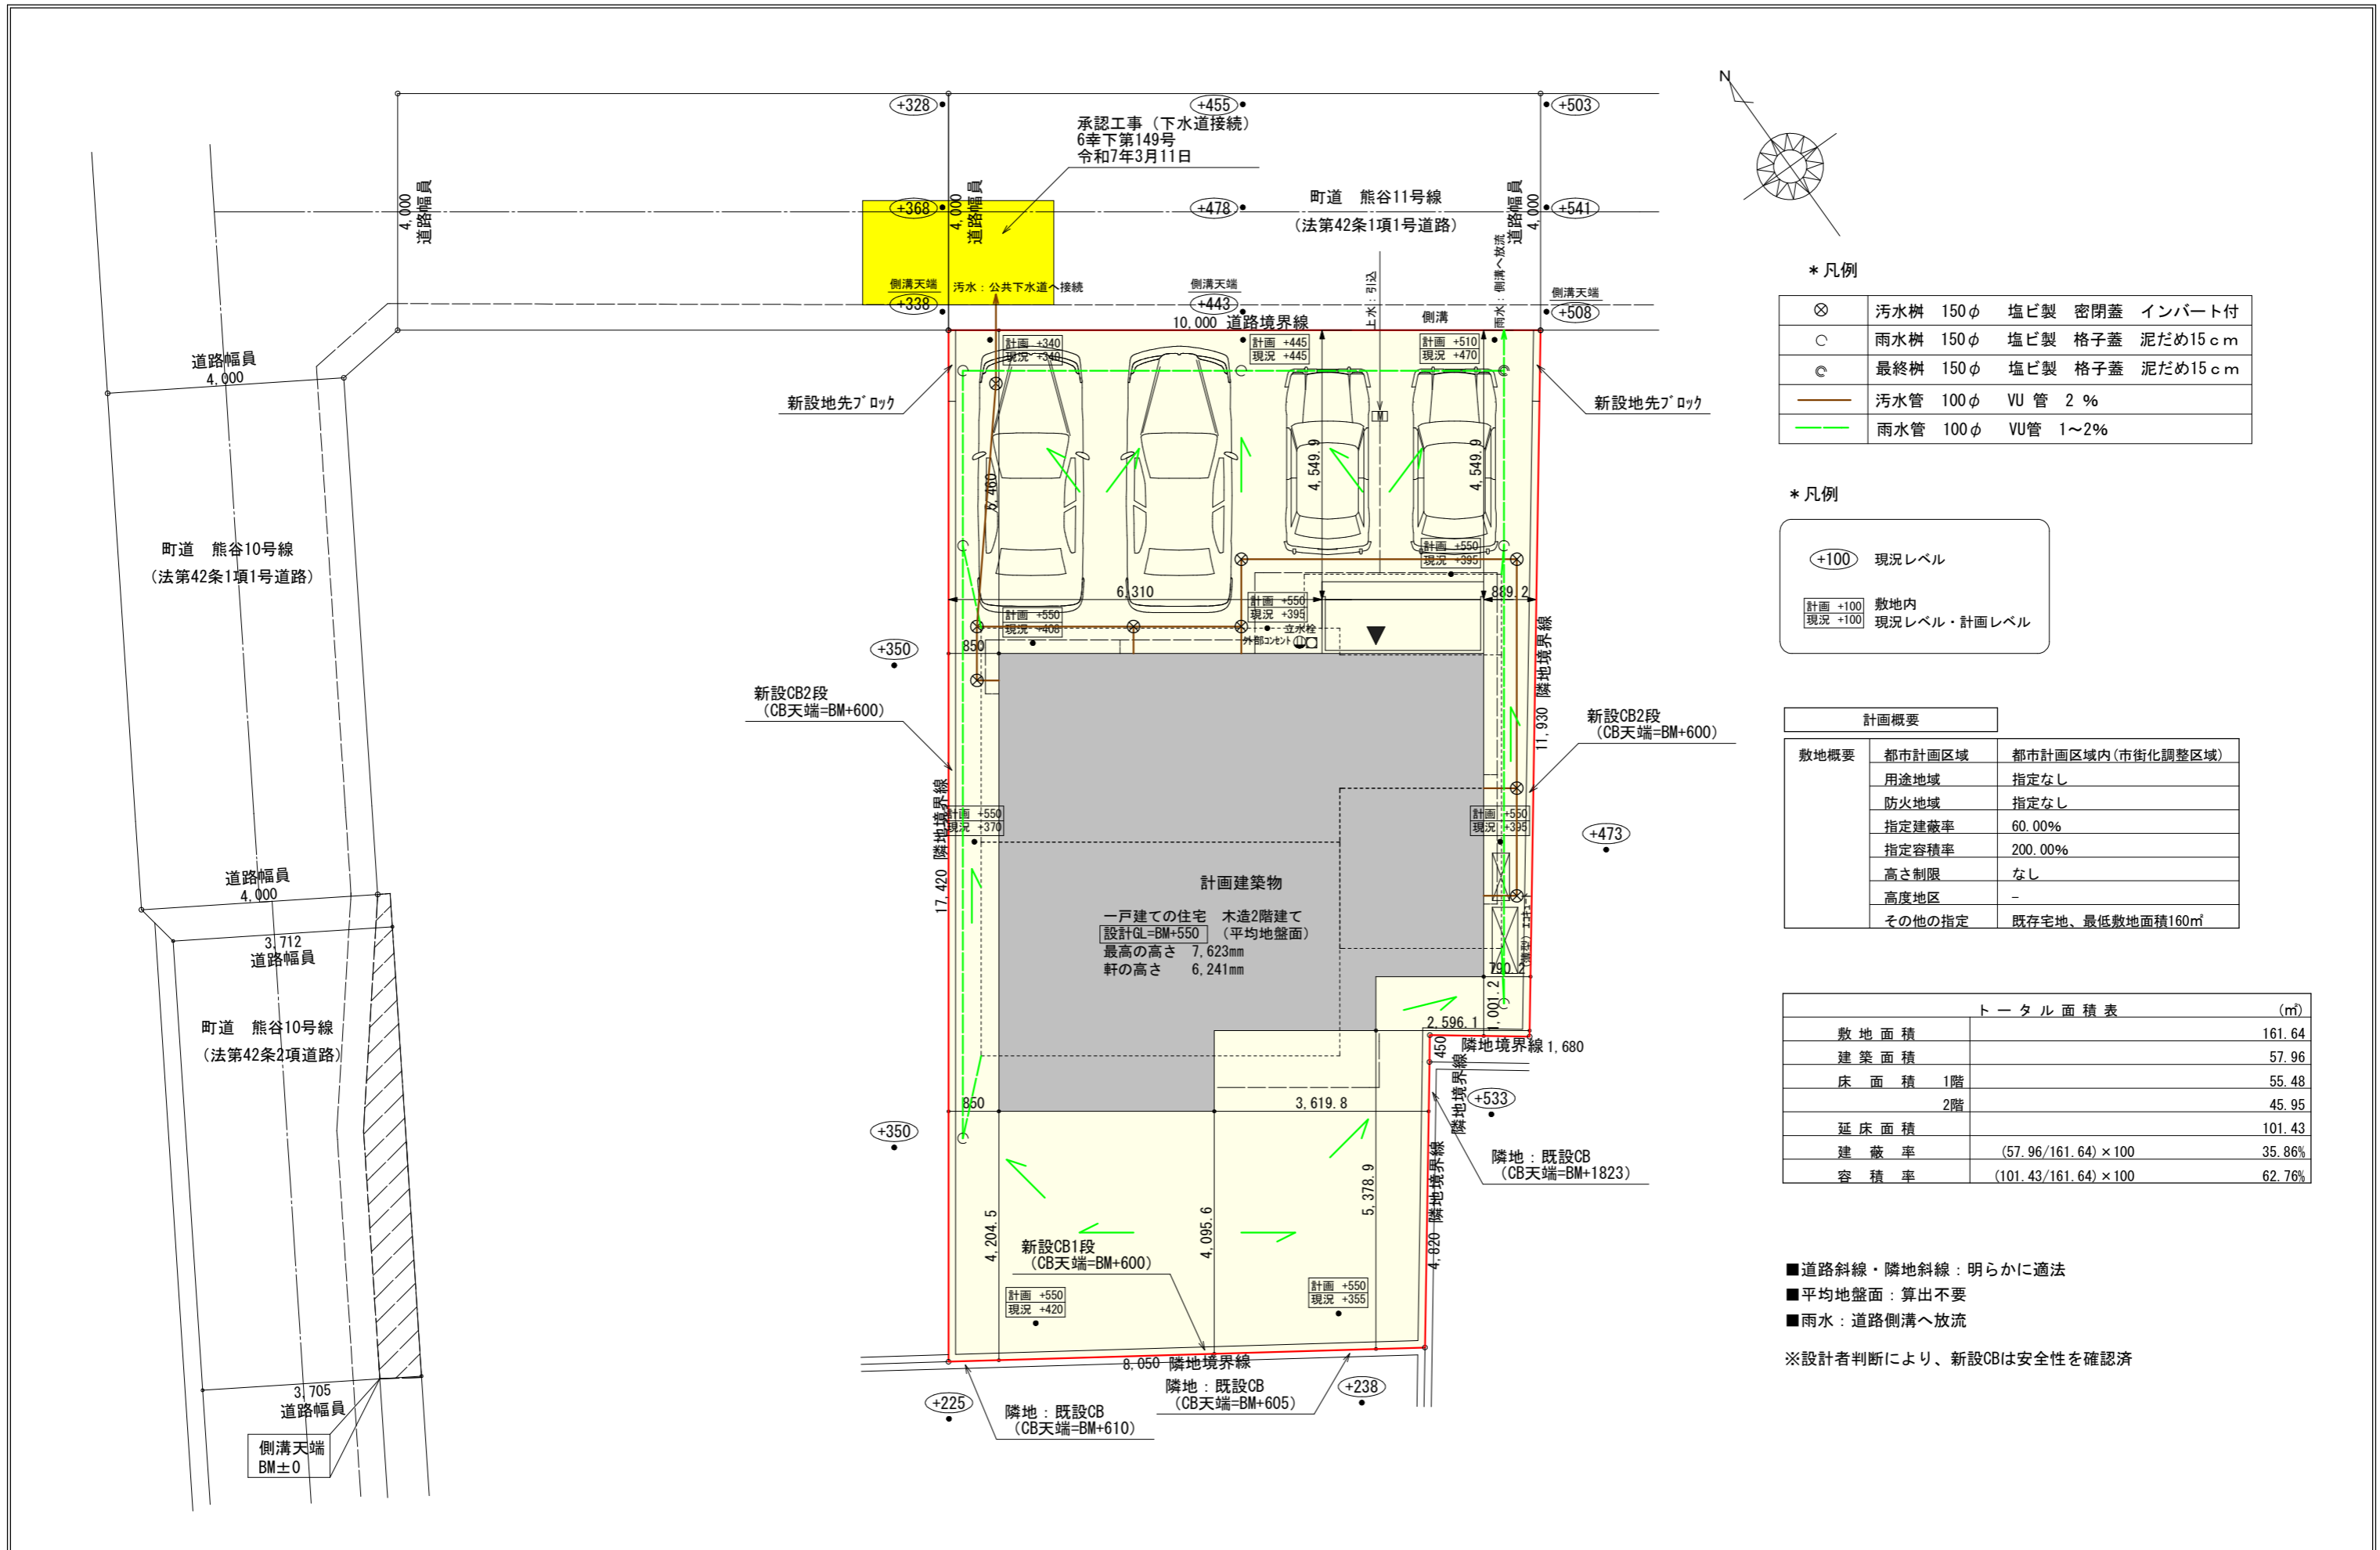 +328
+455
+503
承認工事（下水道接続）
6幸下第149号
令和7年3月11日
N
4,000
道路幅員
4,000
道路幅員
道路幅員
4,000
+368
+478
+541
町道　熊谷11号線
（法第42条1項1号道路）
側溝天端
+338
汚水：公共下水道へ接続
側溝天端
+443
上水：引込
雨水：側溝へ放流
側溝
側溝天端
+508
10,000 道路境界線
道路幅員
4,000
計画 +340
現況 +340
計画 +445
現況 +445
計画 +510
現況 +470
新設地先ブロック
新設地先ブロック
M
6,460
4,549.9
4,549.9
町道　熊谷10号線
（法第42条1項1号道路）
計画 +550
現況 +395
6,310
889.2
計画 +550
現況 +408
計画 +550
現況 +395
立水栓
外部コンセント
+350
850
新設CB2段
（CB天端=BM+600）
11,930 隣地境界線
新設CB2段
（CB天端=BM+600）
17,420 隣地境界線
計画 +550
現況 +370
計画 +550
現況 +395
+473
道路幅員
4,000
3,712
道路幅員
町道　熊谷10号線
（法第42条2項道路）
計画建築物
一戸建ての住宅　木造2階建て
設計GL=BM+550　（平均地盤面）
最高の高さ　7,623mm
軒の高さ　6,241mm
790.2
1,001.2
2,596.1
隣地境界線 1,680
450
隣地境界線
+533
+350
850
3,619.8
隣地：既設CB
（CB天端=BM+1823）
4,204.5
4,095.6
5,378.9
4,820 隣地境界線
新設CB1段
（CB天端=BM+600）
計画 +550
現況 +420
計画 +550
現況 +355
8,050 隣地境界線
隣地：既設CB
（CB天端=BM+605）
+238
+225
隣地：既設CB
（CB天端=BM+610）
3,705
道路幅員
側溝天端
BM±0
＊凡例
汚水桝　150φ　塩ビ製　密閉蓋　インバート付
雨水桝　150φ　塩ビ製　格子蓋　泥だめ15ｃｍ
最終桝　150φ　塩ビ製　格子蓋　泥だめ15ｃｍ
汚水管　100φ　VU 管　2 %
雨水管　100φ　VU管　1～2%
＊凡例
+100　現況レベル
計画 +100　敷地内
現況 +100　現況レベル・計画レベル
計画概要
敷地概要　都市計画区域　都市計画区域内(市街化調整区域)
用途地域　指定なし
防火地域　指定なし
指定建蔽率　60.00%
指定容積率　200.00%
高さ制限　なし
高度地区　-
その他の指定　既存宅地、最低敷地面積160㎡
トータル面積表　(㎡)
敷地面積　161.64
建築面積　57.96
床面積　1階　55.48
2階　45.95
延床面積　101.43
建蔽率　(57.96/161.64)×100　35.86%
容積率　(101.43/161.64)×100　62.76%
■道路斜線・隣地斜線：明らかに適法
■平均地盤面：算出不要
■雨水：道路側溝へ放流
※設計者判断により、新設CBは安全性を確認済